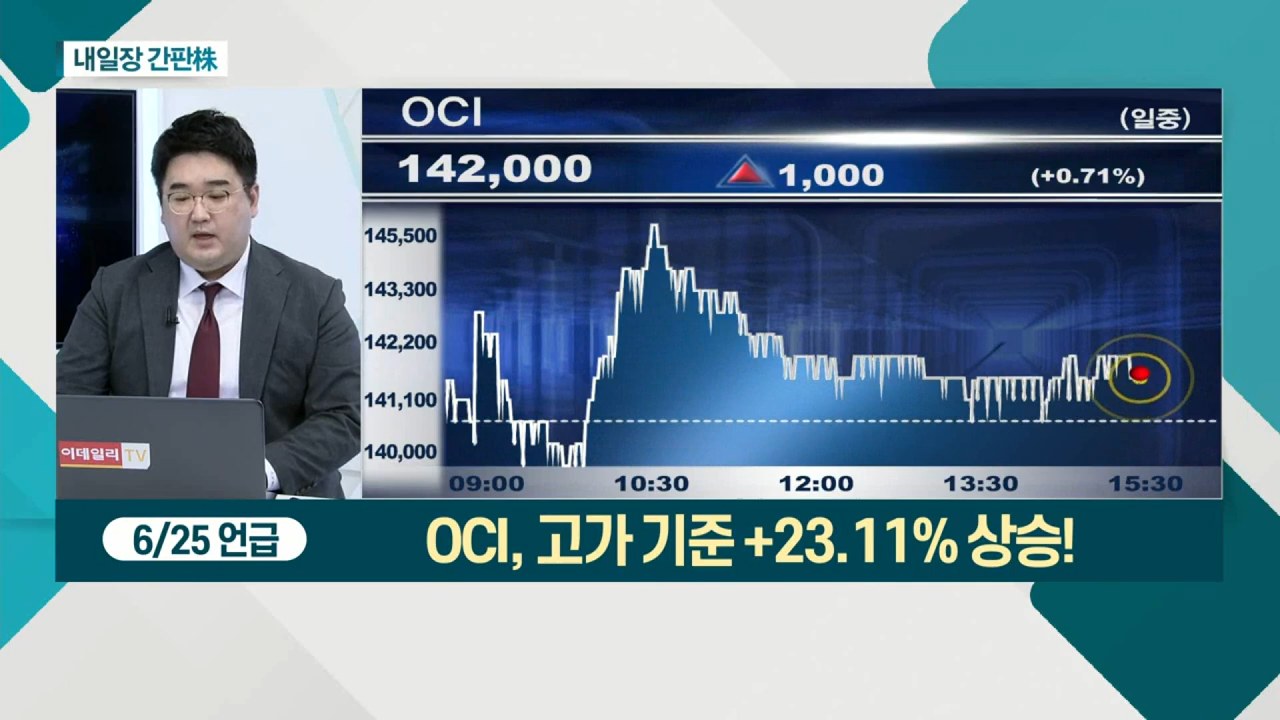 내일장 간판株
OCI
(일중)
142,000 1,000 (+0.71%)
145,500
143,300
142,200
141,100
140,000
09:00 10:30 12:00 13:30 15:30
이데일리TV
6/25 언급
OCI, 고가 기준 +23.11% 상승!